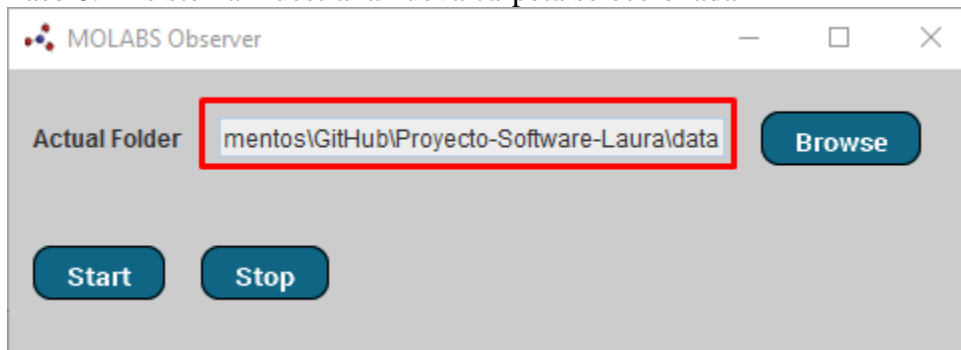 MOLABS Observer
Actual Folder mentos\GitHub\Proyecto-Software-Laura\data Browse
Start Stop